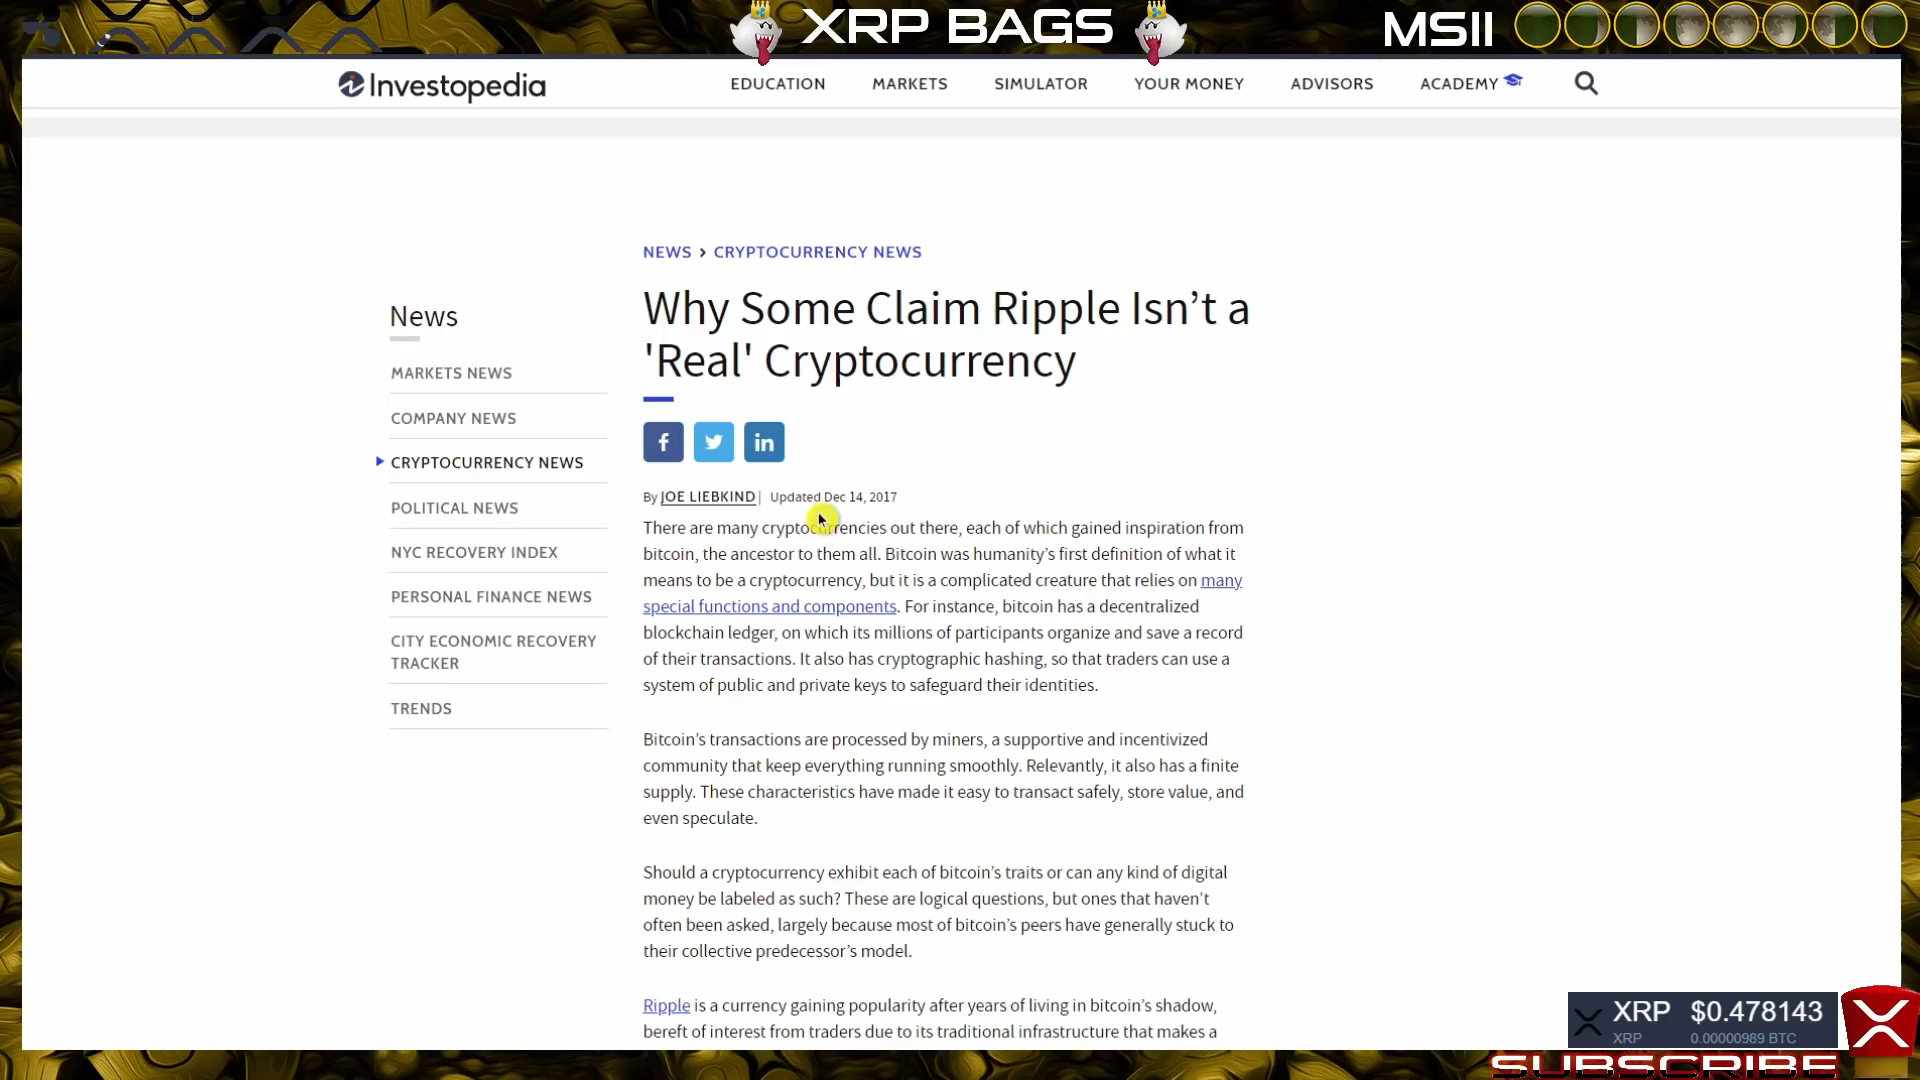 XRP BAGS
MSII
Investopedia
EDUCATION MARKETS SIMULATOR YOUR MONEY ADVISORS ACADEMY
NEWS > CRYPTOCURRENCY NEWS
Why Some Claim Ripple Isn’t a
'Real' Cryptocurrency
News
MARKETS NEWS
COMPANY NEWS
CRYPTOCURRENCY NEWS
POLITICAL NEWS
NYC RECOVERY INDEX
PERSONAL FINANCE NEWS
CITY ECONOMIC RECOVERY
TRACKER
TRENDS
By JOE LIEBKIND | Updated Dec 14, 2017
There are many cryptocurrencies out there, each of which gained inspiration from
bitcoin, the ancestor to them all. Bitcoin was humanity’s first definition of what it
means to be a cryptocurrency, but it is a complicated creature that relies on many
special functions and components. For instance, bitcoin has a decentralized
blockchain ledger, on which its millions of participants organize and save a record
of their transactions. It also has cryptographic hashing, so that traders can use a
system of public and private keys to safeguard their identities.
Bitcoin’s transactions are processed by miners, a supportive and incentivized
community that keep everything running smoothly. Relevantly, it also has a finite
supply. These characteristics have made it easy to transact safely, store value, and
even speculate.
Should a cryptocurrency exhibit each of bitcoin’s traits or can any kind of digital
money be labeled as such? These are logical questions, but ones that haven’t
often been asked, largely because most of bitcoin’s peers have generally stuck to
their collective predecessor’s model.
Ripple is a currency gaining popularity after years of living in bitcoin’s shadow,
bereft of interest from traders due to its traditional infrastructure that makes a
XRP $0.478143
XRP 0.00000989 BTC
SUBSCRIBE